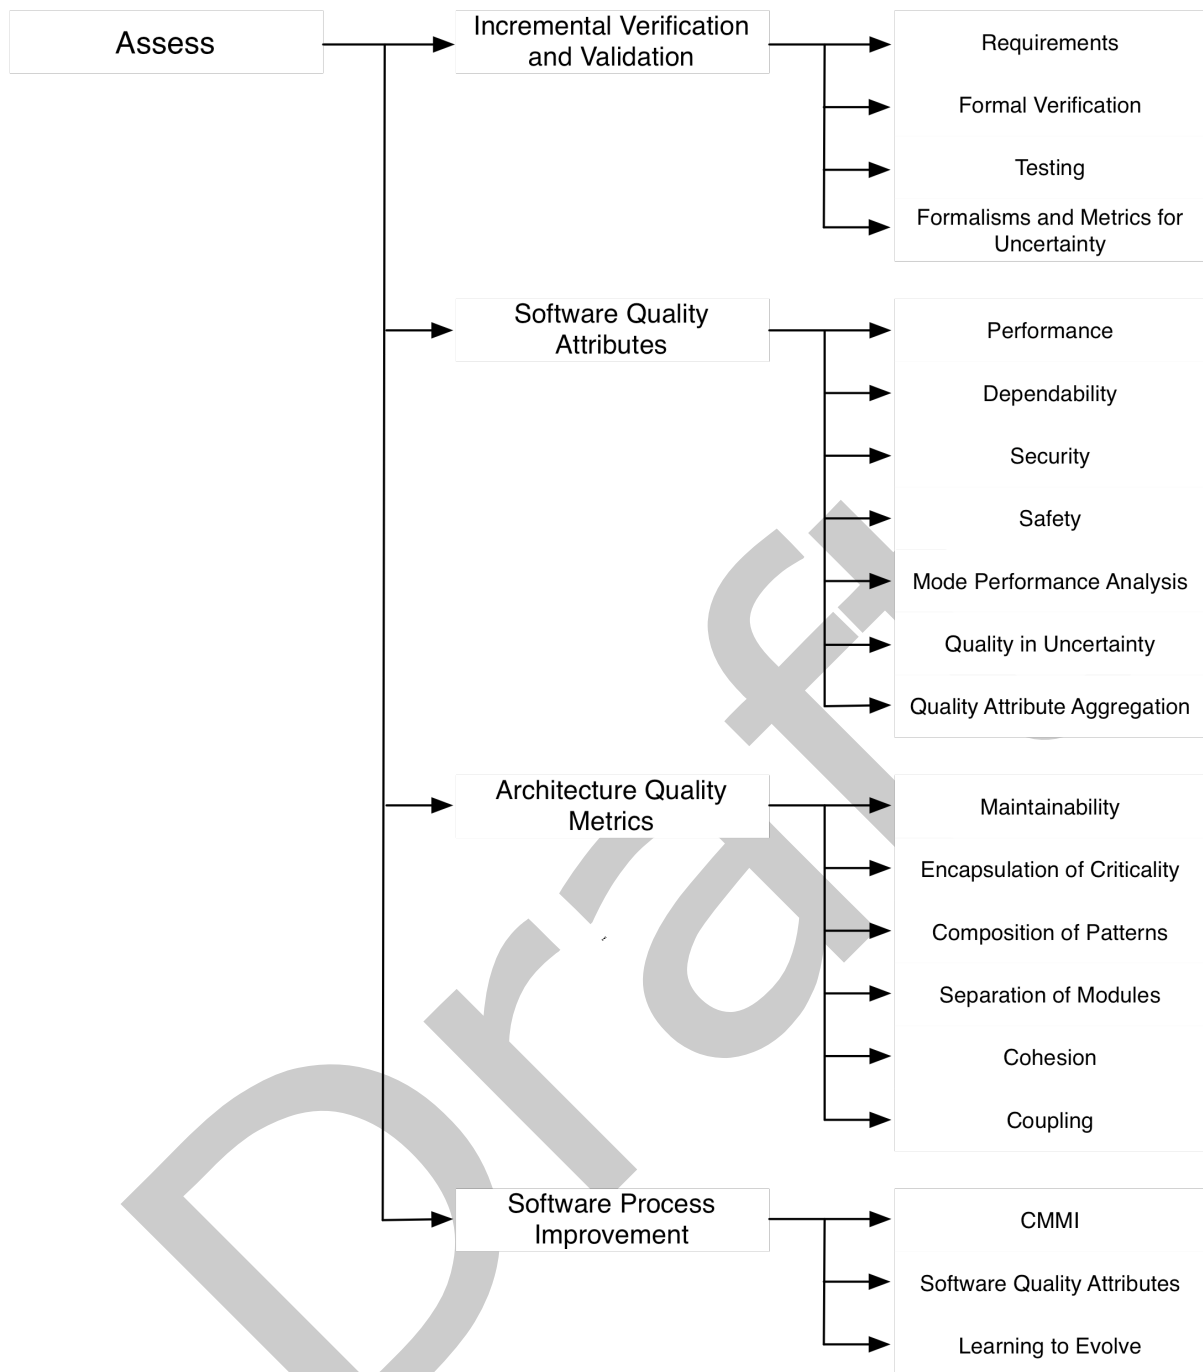 Assess
Incremental Verification
and Validation
Requirements
Formal Verification
Testing
Formalisms and Metrics for
Uncertainty
Software Quality
Attributes
Performance
Dependability
Security
Safety
Mode Performance Analysis
Quality in Uncertainty
Quality Attribute Aggregation
Architecture Quality
Metrics
Maintainability
Encapsulation of Criticality
Composition of Patterns
Separation of Modules
Cohesion
Coupling
Software Process
Improvement
CMMI
Software Quality Attributes
Learning to Evolve
Draft